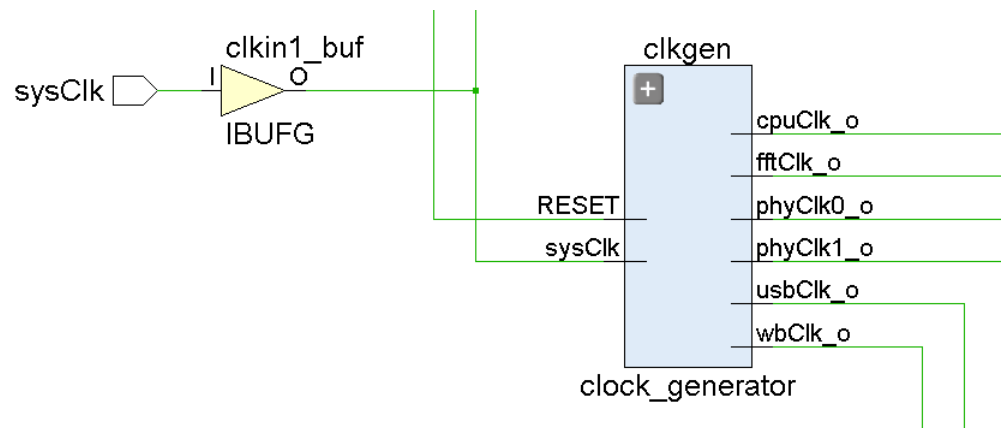 clkin1_buf
I
O
sysClk
IBUFG
clkgen
+
cpuClk_o
fftClk_o
RESET
phyClk0_o
sysClk
phyClk1_o
usbClk_o
wbClk_o
clock_generator